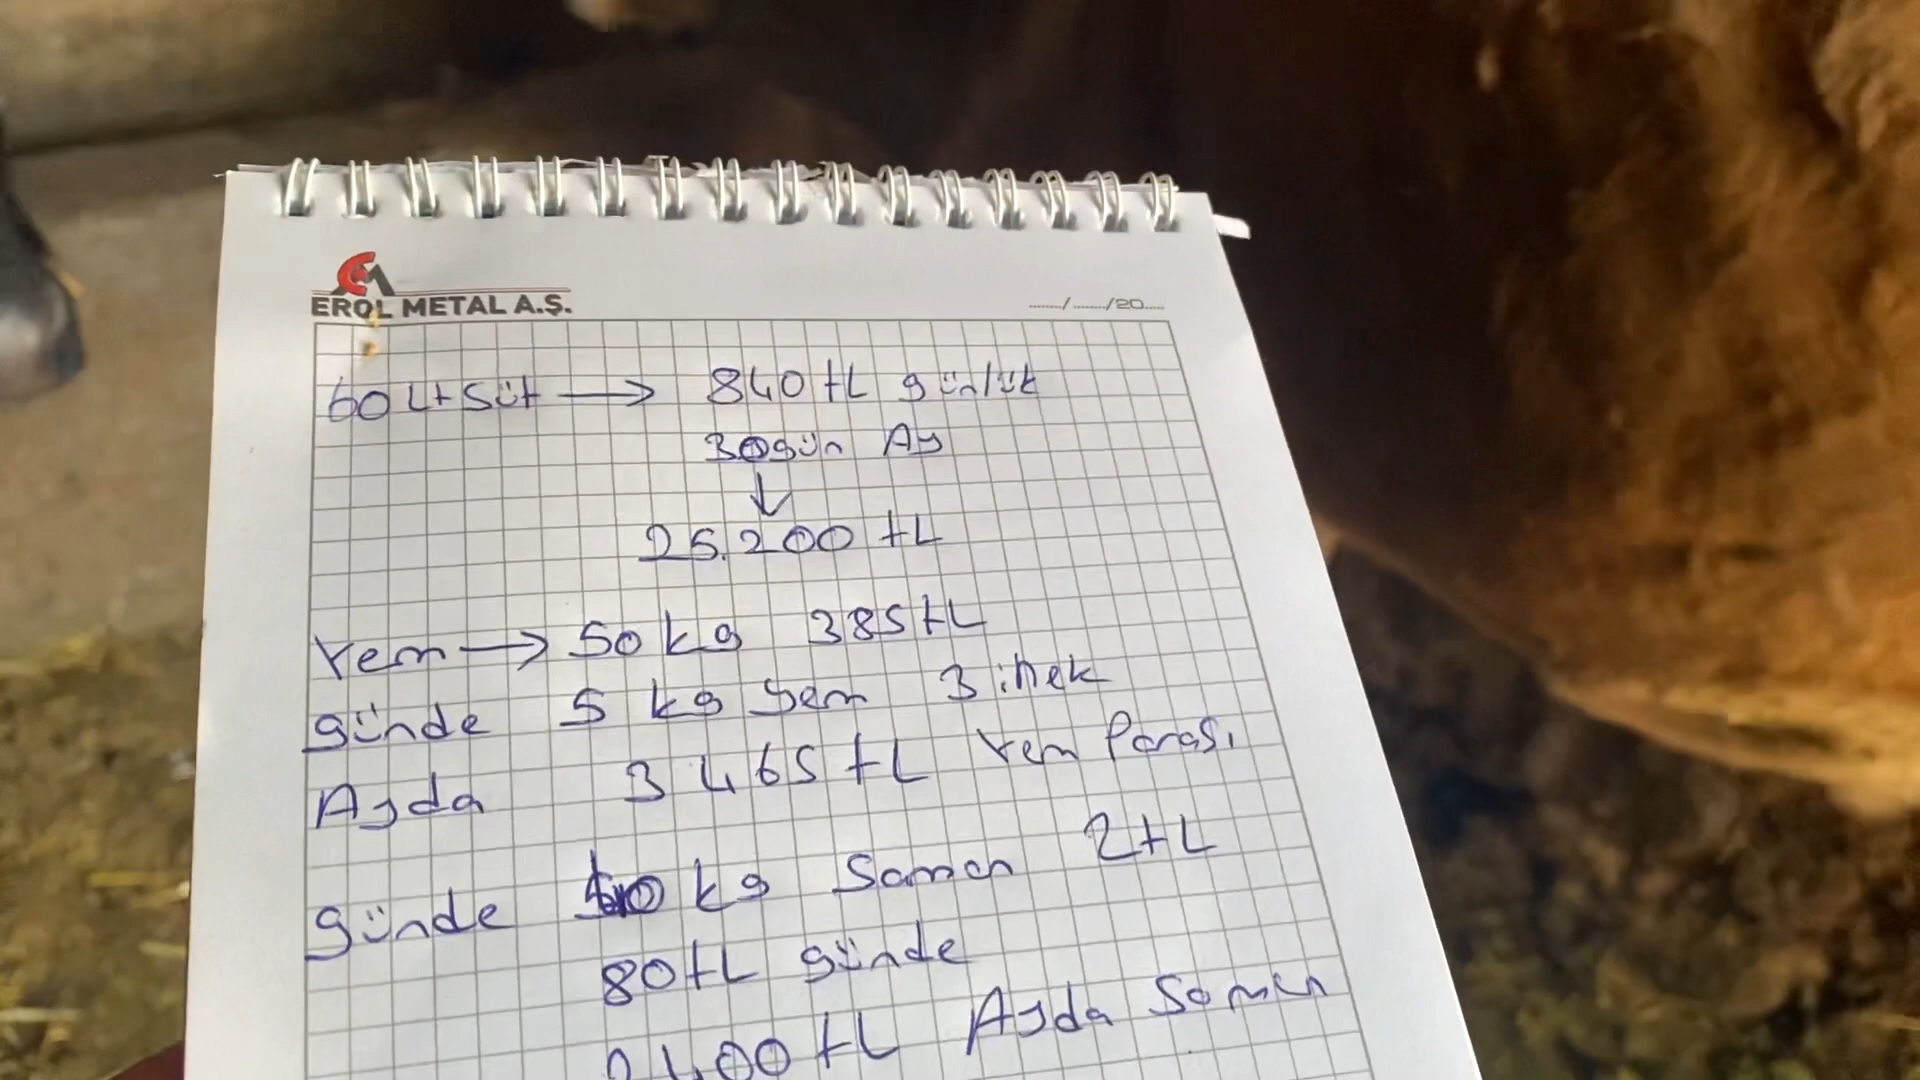 EROL METAL A.Ş.
....../....../20.....
60 Lt Süt → 840 tL günlük
30 gün Ay
↓
25.200 tL
Yem → 50 kg 385 tL
günde 5 kg yem 3 inek
Ayda 3465 tL Yem Parası
günde kg Saman 2 tL
80 tL günde
2400 tL Ayda Saman